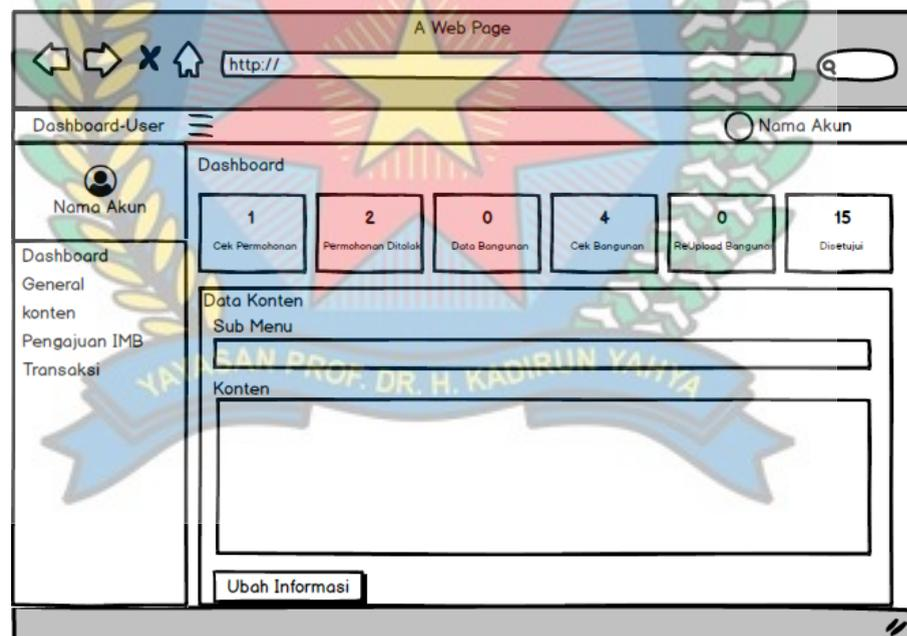 A Web Page
http://
Dashboard-User
Nama Akun
Nama Akun
Dashboard
General
konten
Pengajuan IMB
Transaksi
Dashboard
1
Cek Permohonan
2
Permohonan Ditolak
0
Data Bangunan
4
Cek Bangunan
0
ReUpload Bangunan
15
Disetujui
Data Konten
Sub Menu
Konten
Ubah Informasi
YAYASAN PROF. DR. H. KADIRUN YAHYA